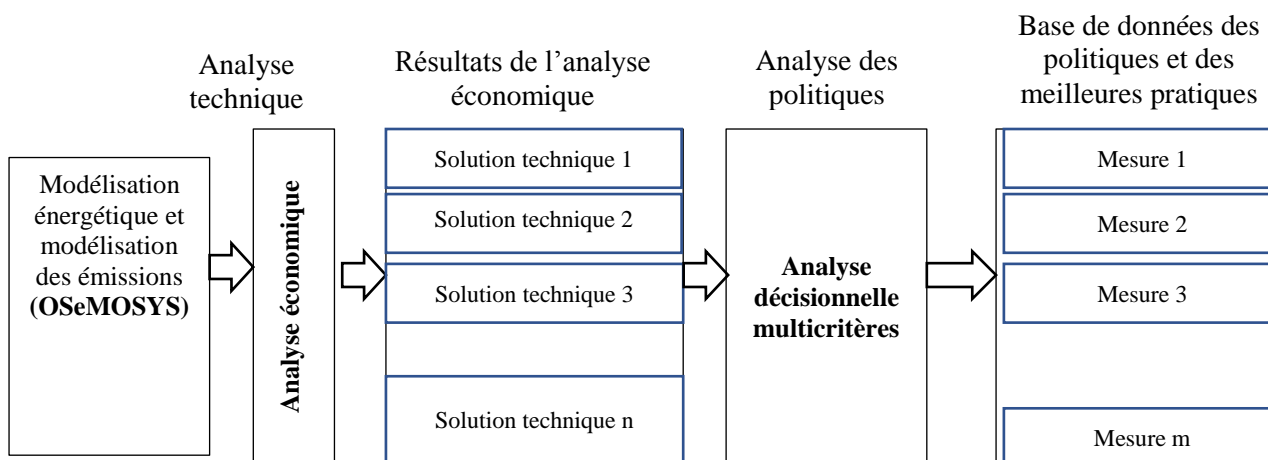 Analyse
technique
Résultats de l’analyse
économique
Analyse des
politiques
Base de données des
politiques et des
meilleures pratiques
Modélisation
énergétique et
modélisation
des émissions
(OSeMOSYS)
Analyse économique
Solution technique 1
Solution technique 2
Solution technique 3
Solution technique n
Analyse
décisionnelle
multicritères
Mesure 1
Mesure 2
Mesure 3
Mesure m